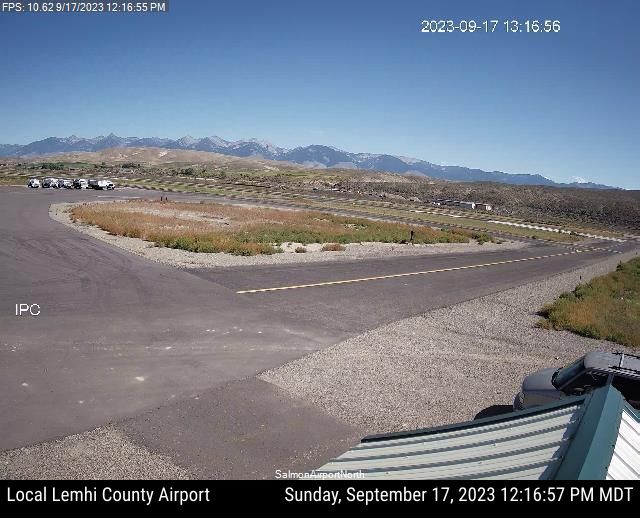 FPS: 10.62 9/17/2023 12:16:55 PM
2023-09-17 13:16:56
IPC
SalmonAirportNorth
Local Lemhi County Airport Sunday, September 17, 2023 12:16:57 PM MDT